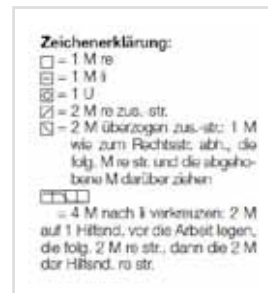 Zeichenerklärung:
= 1 M re
= 1 M li
= 1 U
= 2 M re zus.-str.
= 2 M überzogen zus.-str.: 1 M
wie zum Rechtsstr. abh., die
folg. M re str. und die abgeho-
bene M darüber ziehen
= 4 M nach li verkreuzen: 2 M
auf 1 Hilfsnd. vor die Arbeit legen,
die folg. 2 M re str., dann die 2 M
der Hilfsnd. re str.